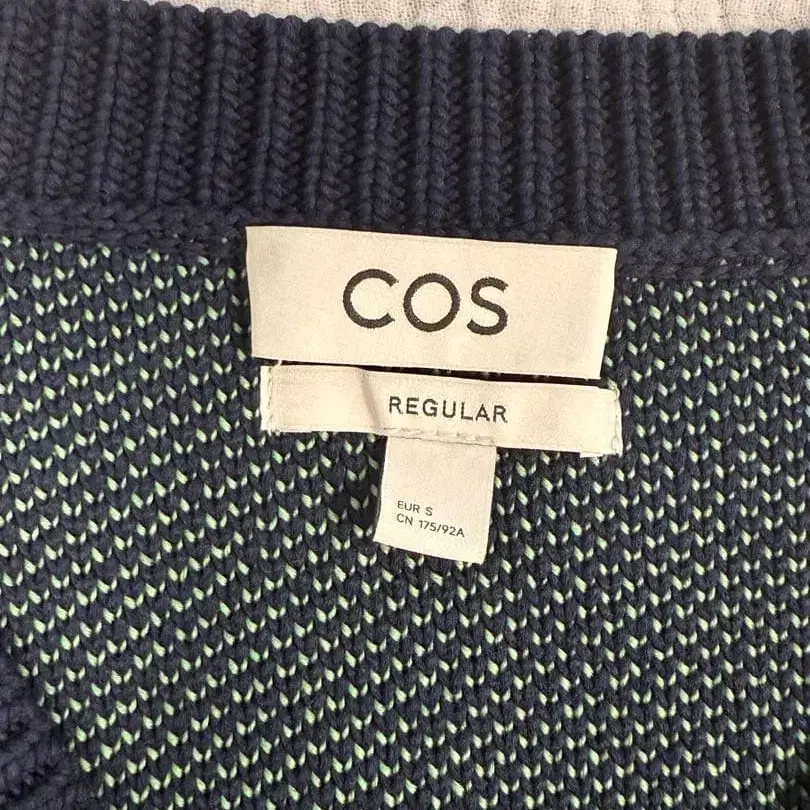 COS
REGULAR
EUR S
CN 175/92A